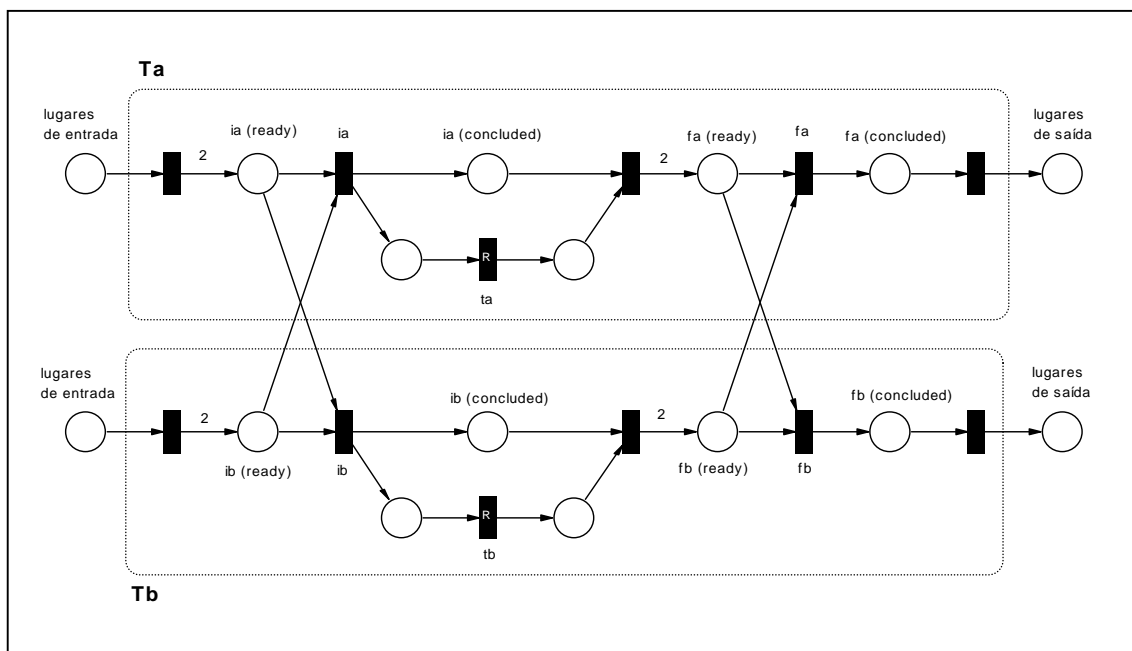 Ta
lugares
de entrada
2
ia (ready)
ia
ia (concluded)
2
fa (ready)
fa
fa (concluded)
lugares
de saída
R
ta
lugares
de entrada
2
ib (ready)
ib
ib (concluded)
2
fb (ready)
fb
fb (concluded)
lugares
de saída
R
tb
Tb